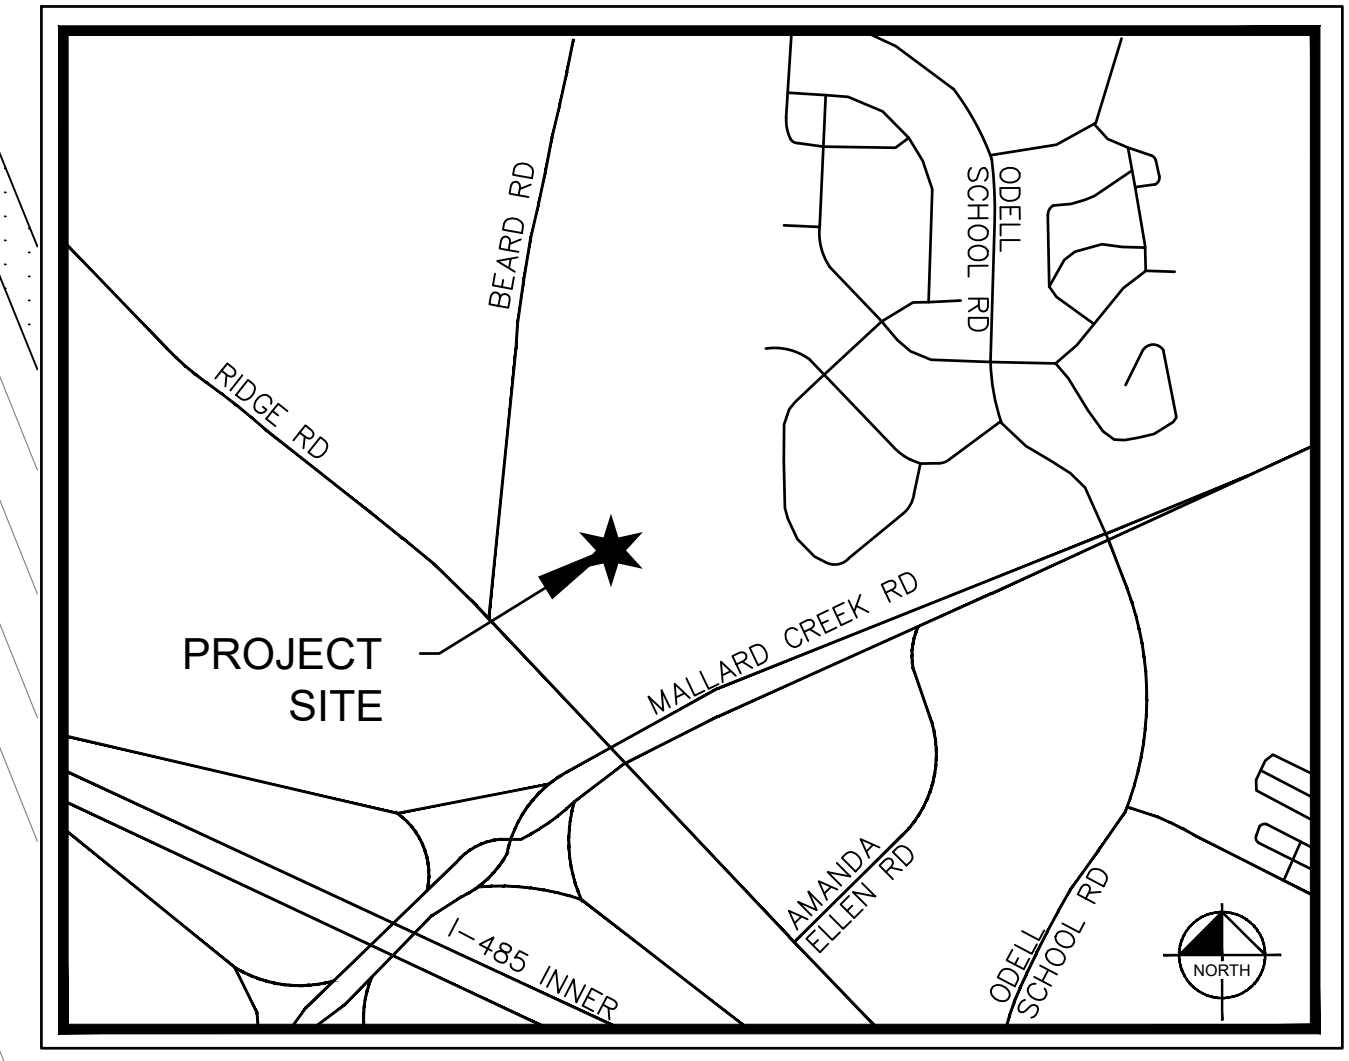 BEARD RD
ODELL
SCHOOL RD
RIDGE RD
PROJECT
SITE
MALLARD CREEK RD
AMANDA
ELLEN RD
ODELL
SCHOOL RD
I-485 INNER
NORTH